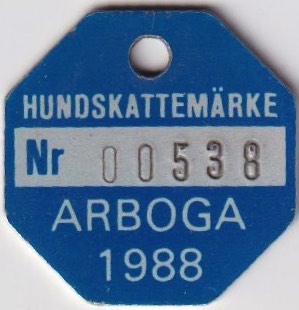 HUNDSKATTEMÄRKE
Nr 00538
ARBOGA
1988